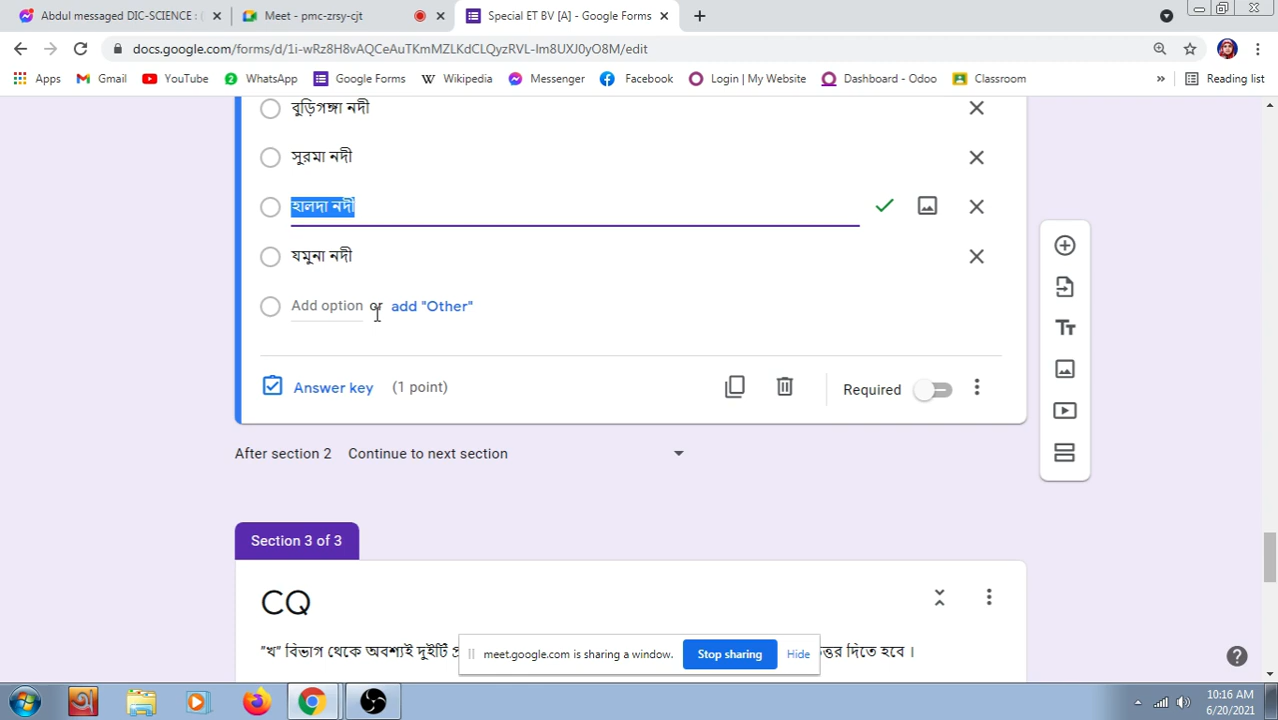 Abdul messaged DIC-SCIENCE : (
Meet - pmc-zrsy-cjt
Special ET BV [A] - Google Forms
docs.google.com/forms/d/1i-wRz8H8vAQCeAuTKmMZLKdCLQyzRVL-Im8UXJ0yO8M/edit
Apps
Gmail
YouTube
WhatsApp
Google Forms
Wikipedia
Messenger
Facebook
Login | My Website
Dashboard - Odoo
Classroom
»
Reading list
বুড়িগঙ্গা নদী
সুরমা নদী
হালদা নদী
যমুনা নদী
Add option or add "Other"
Answer key (1 point)
Required
After section 2 Continue to next section
Section 3 of 3
CQ
"খ" বিভাগ থেকে অবশ্যই দুইটি
ত্তর দিতে হবে ।
meet.google.com is sharing a window. Stop sharing Hide
10:16 AM
6/20/2021